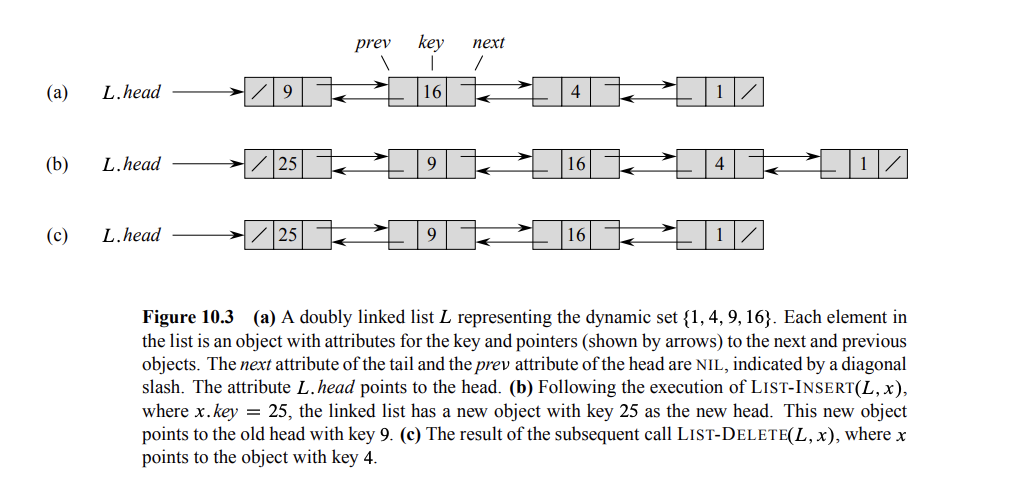 prev key next
(a) L.head / 9 16 4 1 /
(b) L.head / 25 9 16 4 1 /
(c) L.head / 25 9 16 1 /
Figure 10.3 (a) A doubly linked list L representing the dynamic set {1, 4, 9, 16}. Each element in
the list is an object with attributes for the key and pointers (shown by arrows) to the next and previous
objects. The next attribute of the tail and the prev attribute of the head are NIL, indicated by a diagonal
slash. The attribute L.head points to the head. (b) Following the execution of LIST-INSERT(L, x),
where x.key = 25, the linked list has a new object with key 25 as the new head. This new object
points to the old head with key 9. (c) The result of the subsequent call LIST-DELETE(L, x), where x
points to the object with key 4.